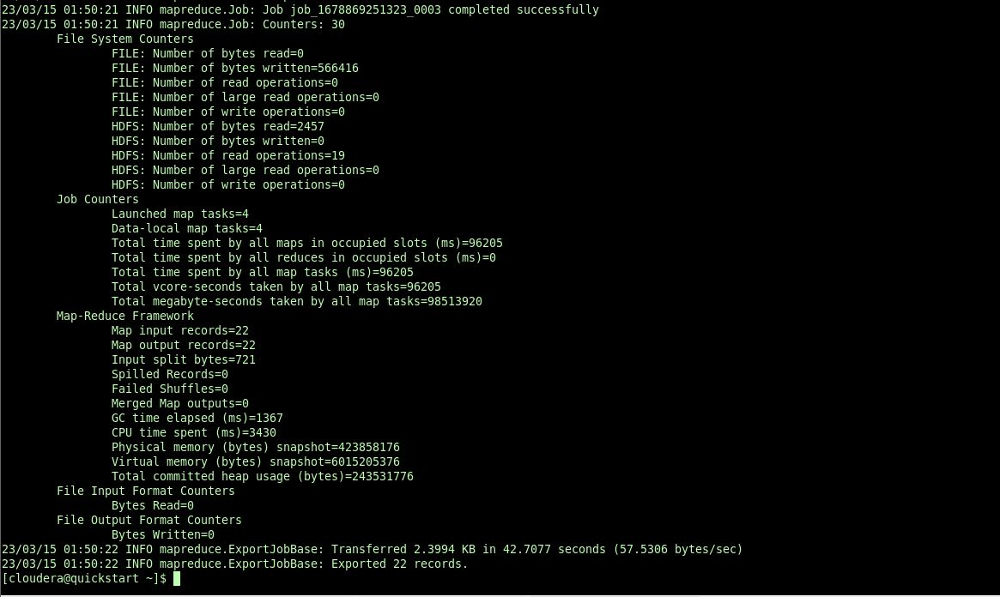 23/03/15 01:50:21 INFO mapreduce.Job: Job job_1678869251323_0003 completed successfully
23/03/15 01:50:21 INFO mapreduce.Job: Counters: 30
File System Counters
FILE: Number of bytes read=0
FILE: Number of bytes written=566416
FILE: Number of read operations=0
FILE: Number of large read operations=0
FILE: Number of write operations=0
HDFS: Number of bytes read=2457
HDFS: Number of bytes written=0
HDFS: Number of read operations=19
HDFS: Number of large read operations=0
HDFS: Number of write operations=0
Job Counters
Launched map tasks=4
Data-local map tasks=4
Total time spent by all maps in occupied slots (ms)=96205
Total time spent by all reduces in occupied slots (ms)=0
Total time spent by all map tasks (ms)=96205
Total vcore-seconds taken by all map tasks=96205
Total megabyte-seconds taken by all map tasks=98513920
Map-Reduce Framework
Map input records=22
Map output records=22
Input split bytes=721
Spilled Records=0
Failed Shuffles=0
Merged Map outputs=0
GC time elapsed (ms)=1367
CPU time spent (ms)=3430
Physical memory (bytes) snapshot=423858176
Virtual memory (bytes) snapshot=6015205376
Total committed heap usage (bytes)=243531776
File Input Format Counters
Bytes Read=0
File Output Format Counters
Bytes Written=0
23/03/15 01:50:22 INFO mapreduce.ExportJobBase: Transferred 2.3994 KB in 42.7077 seconds (57.5306 bytes/sec)
23/03/15 01:50:22 INFO mapreduce.ExportJobBase: Exported 22 records.
[cloudera@quickstart ~]$